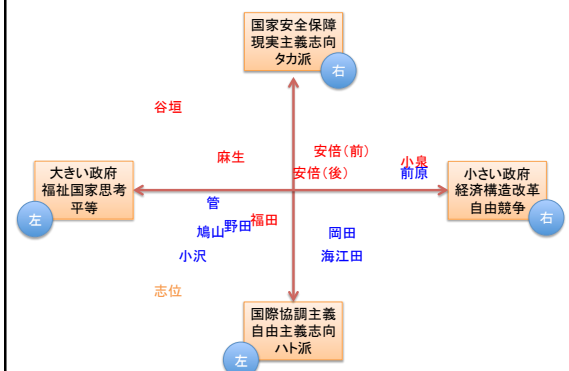 国家安全保障
現実主義志向
タカ派
右
谷垣
麻生
安倍(前)
安倍(後)
小泉
前原
大きい政府
福祉国家思考
平等
左
小さい政府
経済構造改革
自由競争
右
管
鳩山
野田
福田
小沢
岡田
海江田
志位
国際協調主義
自由主義志向
ハト派
左